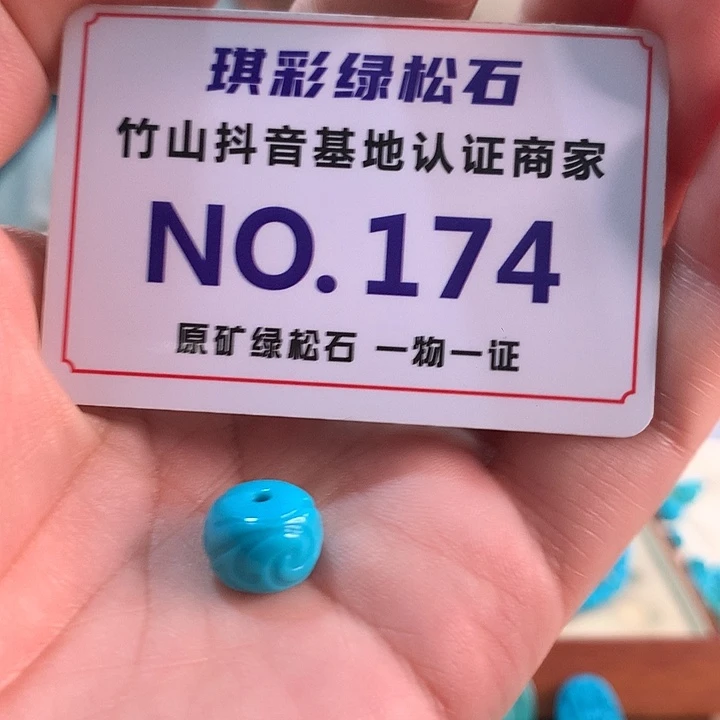 琪彩绿松石
竹山抖音基地认证商家
NO.174
原矿绿松石 一物一证